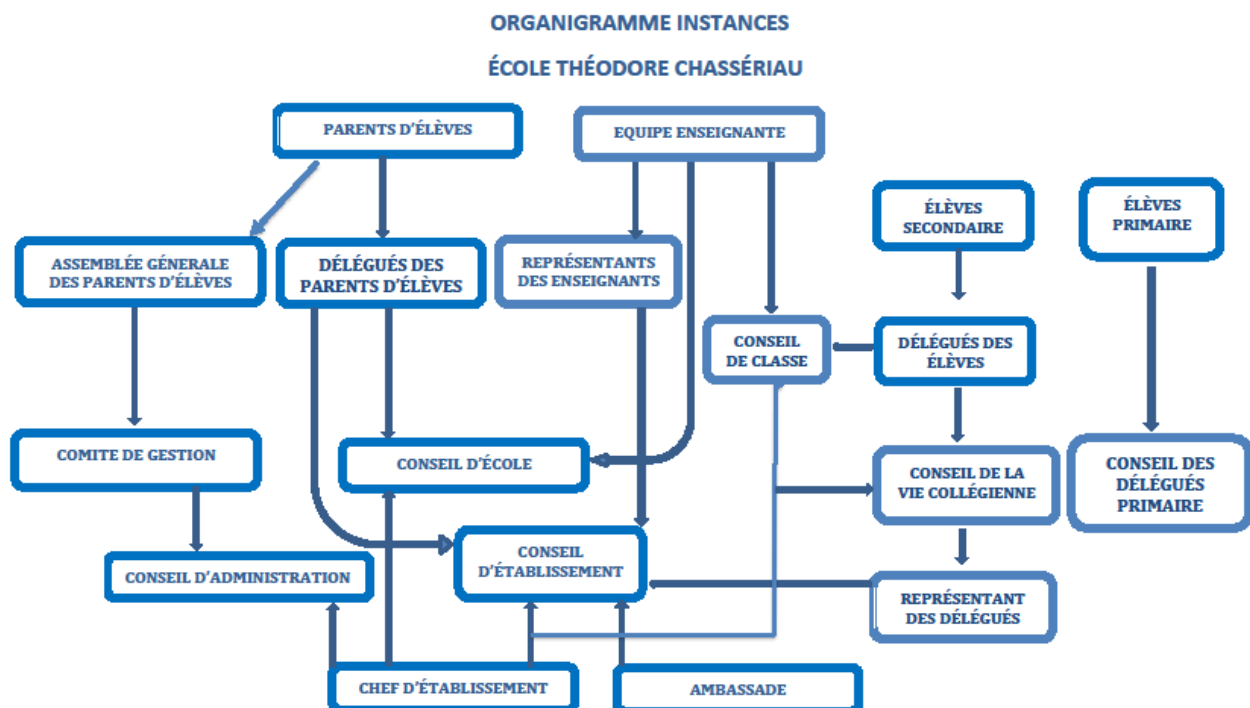 ORGANIGRAMME INSTANCES
ÉCOLE THÉODORE CHASSÉRIAU
PARENTS D'ÉLÈVES
EQUIPE ENSEIGNANTE
ÉLÈVES
SECONDAIRE
ÉLÈVES
PRIMAIRE
ASSEMBLÉE GÉNERALE
DES PARENTS D'ÉLÈVES
DÉLÉGUÉS DES
PARENTS D'ÉLÈVES
REPRÉSENTANTS
DES ENSEIGNANTS
CONSEIL
DE CLASSE
DÉLÉGUÉS DES
ÉLÈVES
COMITE DE GESTION
CONSEIL D'ÉCOLE
CONSEIL DE LA
VIE COLLÉGIENNE
CONSEIL DES
DÉLÉGUÉS
PRIMAIRE
CONSEIL D'ADMINISTRATION
CONSEIL
D'ÉTABLISSEMENT
REPRÉSENTANT
DES DÉLÉGUÉS
CHEF D'ÉTABLISSEMENT
AMBASSADE